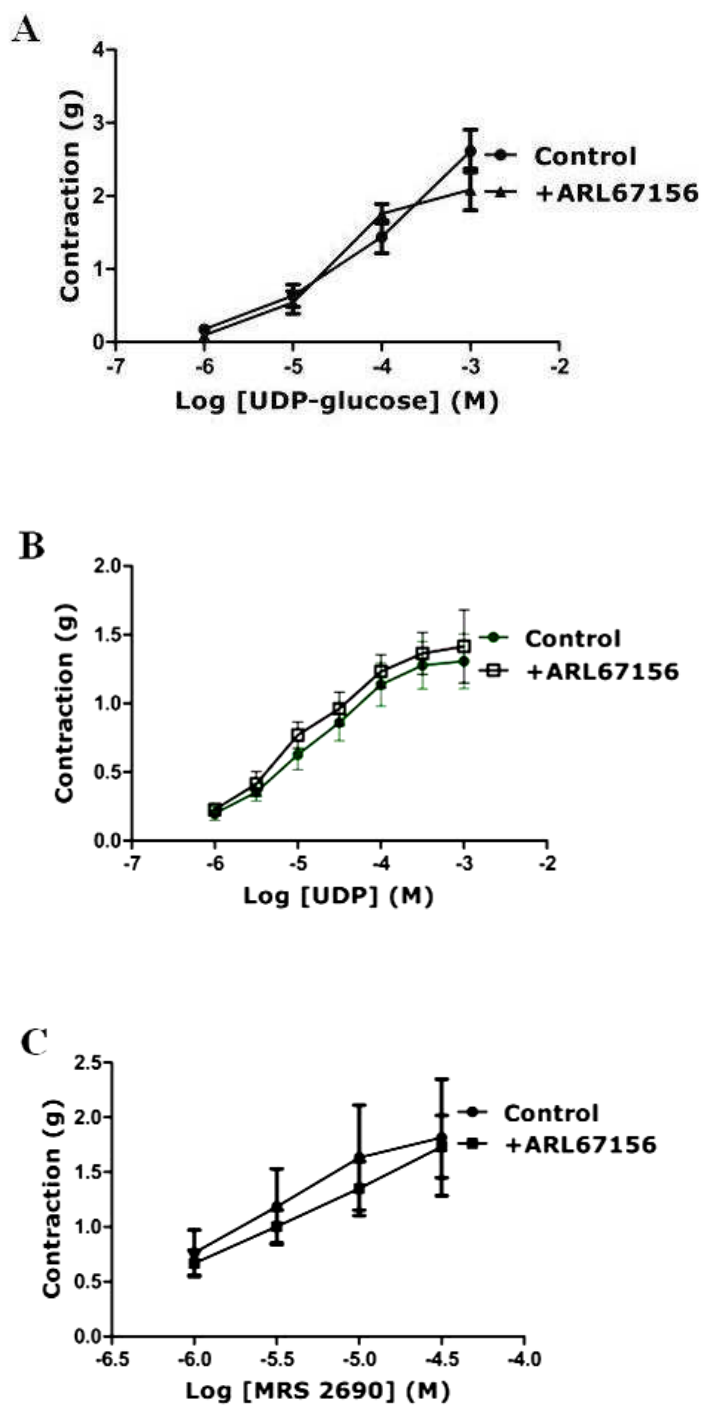 A
4
3
2
1
0
Contraction (g)
Control
+ARL67156
-7 -6 -5 -4 -3 -2
Log [UDP-glucose] (M)
B
2.0
1.5
1.0
0.5
0.0
Contraction (g)
Control
+ARL67156
-7 -6 -5 -4 -3 -2
Log [UDP] (M)
C
2.5
2.0
1.5
1.0
0.5
0.0
Contraction (g)
Control
+ARL67156
-6.5 -6.0 -5.5 -5.0 -4.5 -4.0
Log [MRS 2690] (M)